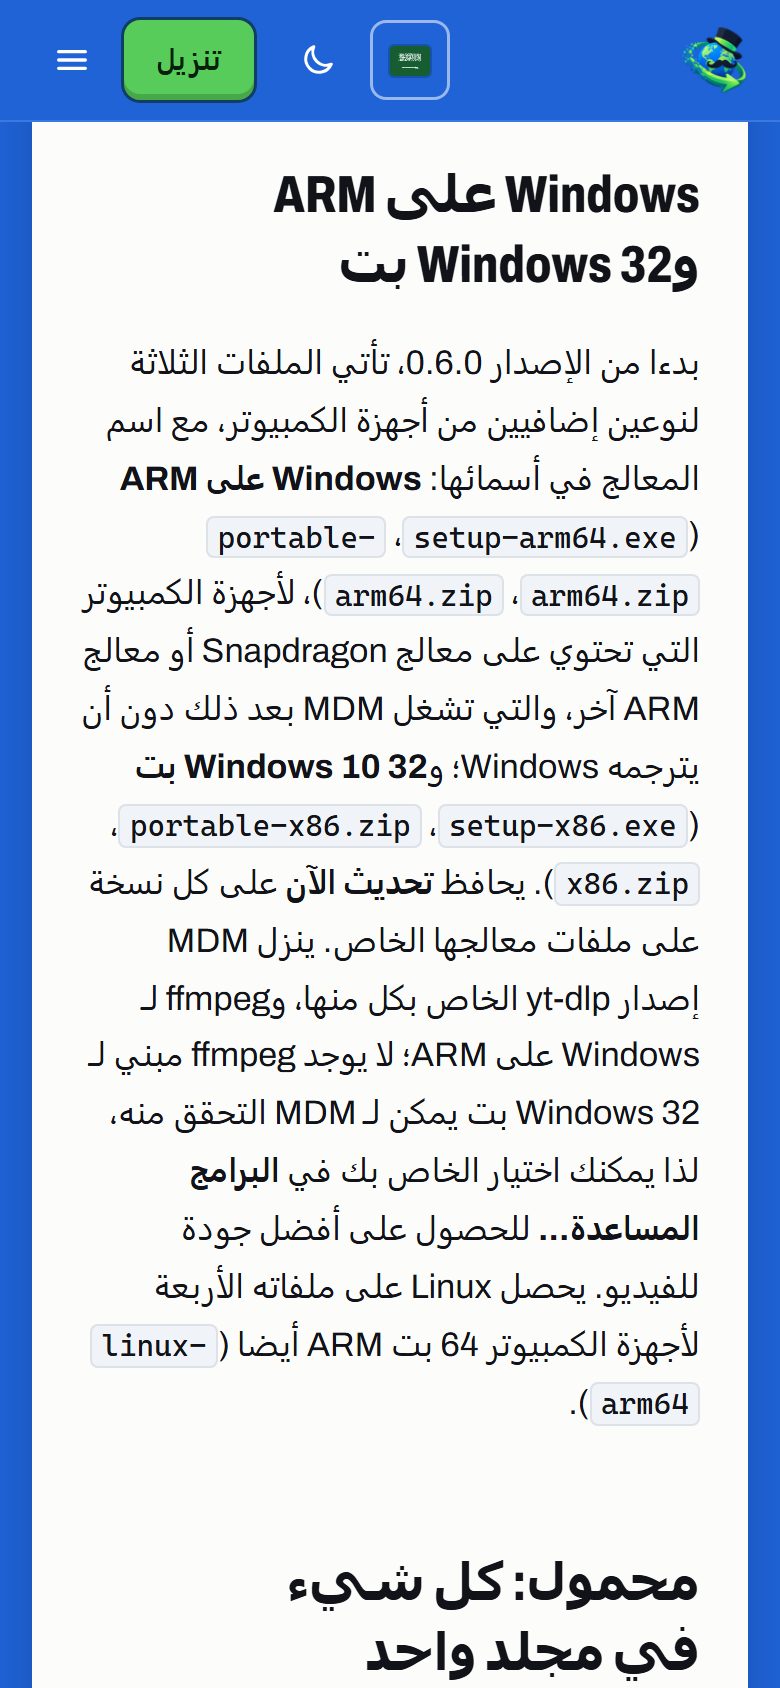 تنزيل
Windows على ARM
وWindows 32 بت
بدءا من الإصدار 0.6.0، تأتي الملفات الثلاثة
لنوعين إضافيين من أجهزة الكمبيوتر، مع اسم
المعالج في أسمائها: Windows على ARM
(setup-arm64.exe، portable-
arm64.zip، arm64.zip)، لأجهزة الكمبيوتر
التي تحتوي على معالج Snapdragon أو معالج
ARM آخر، والتي تشغل MDM بعد ذلك دون أن
يترجمه Windows؛ وWindows 10 32 بت
(setup-x86.exe، portable-x86.zip،
x86.zip). يحافظ تحديث الآن على كل نسخة
على ملفات معالجها الخاص. ينزل MDM
إصدار yt-dlp الخاص بكل منها، وffmpeg لـ
Windows على ARM؛ لا يوجد ffmpeg مبني لـ
Windows 32 بت يمكن لـ MDM التحقق منه،
لذا يمكنك اختيار الخاص بك في البرامج
المساعدة... للحصول على أفضل جودة
للفيديو. يحصل Linux على ملفاته الأربعة
لأجهزة الكمبيوتر 64 بت ARM أيضا (linux-
arm64).
محمول: كل شيء
في مجلد واحد